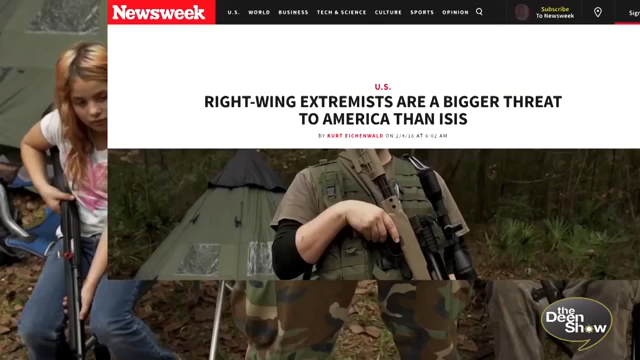 Newsweek
U.S. WORLD BUSINESS TECH & SCIENCE CULTURE SPORTS OPINION
Subscribe
To Newsweek
Sign
U.S.
RIGHT-WING EXTREMISTS ARE A BIGGER THREAT
TO AMERICA THAN ISIS
BY KURT EICHENWALD ON 2/4/16 AT 6:02 AM
the
Deen
Show